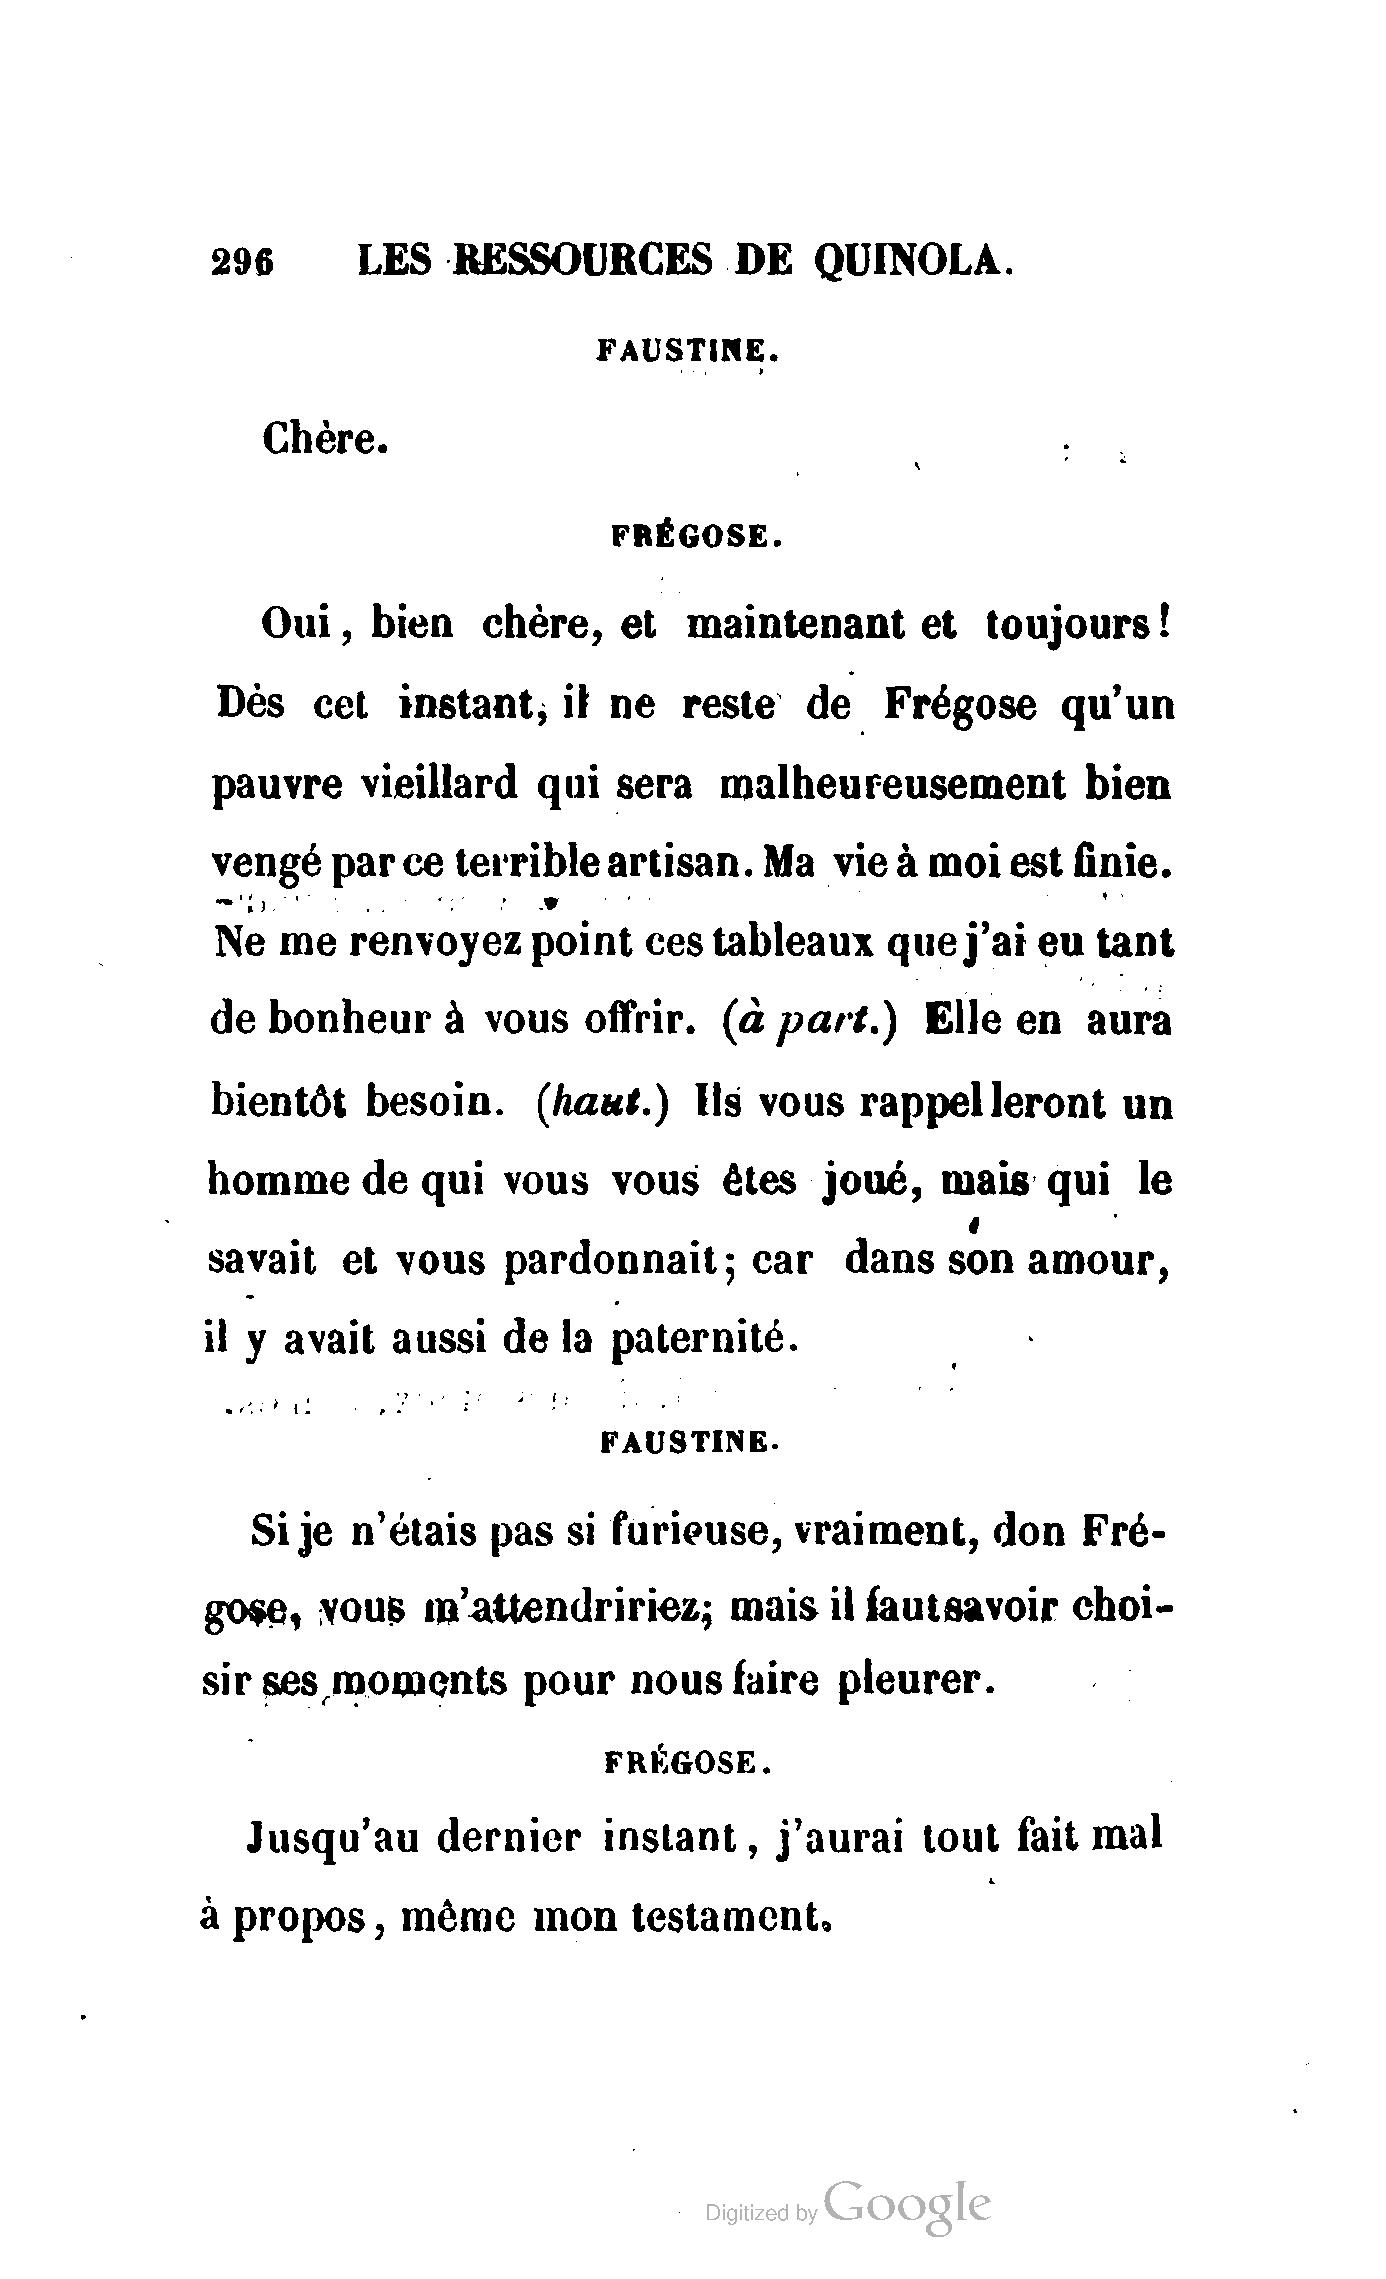 296 LES RESSOURCES DE QUINOLA.
FAUSTINE.
Chère.
FRÉGOSE.
Oui, bien chère, et maintenant et toujours!
Dès cet instant, il ne reste de Frégose qu'un
pauvre vieillard qui sera malheureusement bien
vengé par ce terrible artisan. Ma vie à moi est finie.
Ne me renvoyez point ces tableaux que j'ai eu tant
de bonheur à vous offrir. (à part.) Elle en aura
bientôt besoin. (haut.) Ils vous rappelleront un
homme de qui vous vous êtes joué, mais qui le
savait et vous pardonnait; car dans son amour,
il y avait aussi de la paternité.
FAUSTINE.
Si je n'étais pas si furieuse, vraiment, don Fré-
gose, vous m'attendririez; mais il faut savoir choi-
sir ses moments pour nous faire pleurer.
FRÉGOSE.
Jusqu'au dernier instant, j'aurai tout fait mal
à propos, même mon testament.
Digitized by Google